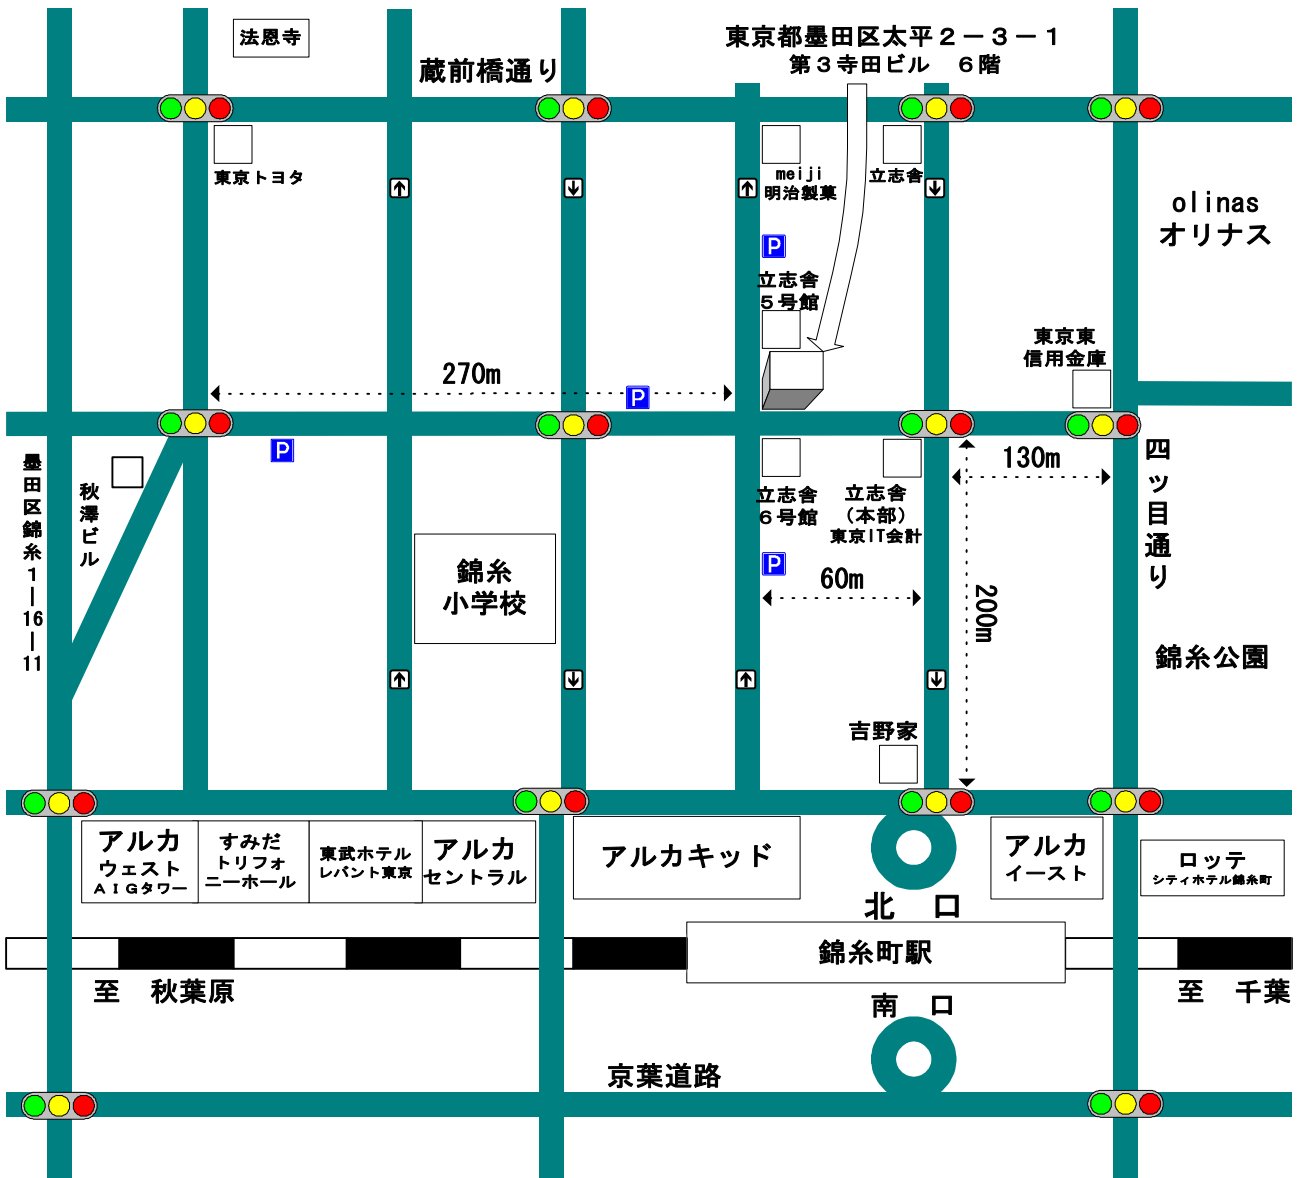 法恩寺
蔵前橋通り
東京都墨田区太平２－３－１
第３寺田ビル　６階
東京トヨタ
meiji
明治製菓
立志舎
olinas
オリナス
P
立志舎
５号館
東京東
信用金庫
270m
P
P
墨田区錦糸１ー16ー11
秋澤ビル
立志舎
６号館
立志舎
（本部）
東京IT会計
130m
四ッ目通り
P
60m
200m
錦糸
小学校
錦糸公園
吉野家
アルカ
ウェスト
ＡＩＧタワー
すみだ
トリフォ
ニーホール
東武ホテル
レバント東京
アルカ
セントラル
アルカキッド
アルカ
イースト
ロッテ
シティホテル錦糸町
北　口
錦糸町駅
至　秋葉原
至　千葉
南　口
京葉道路